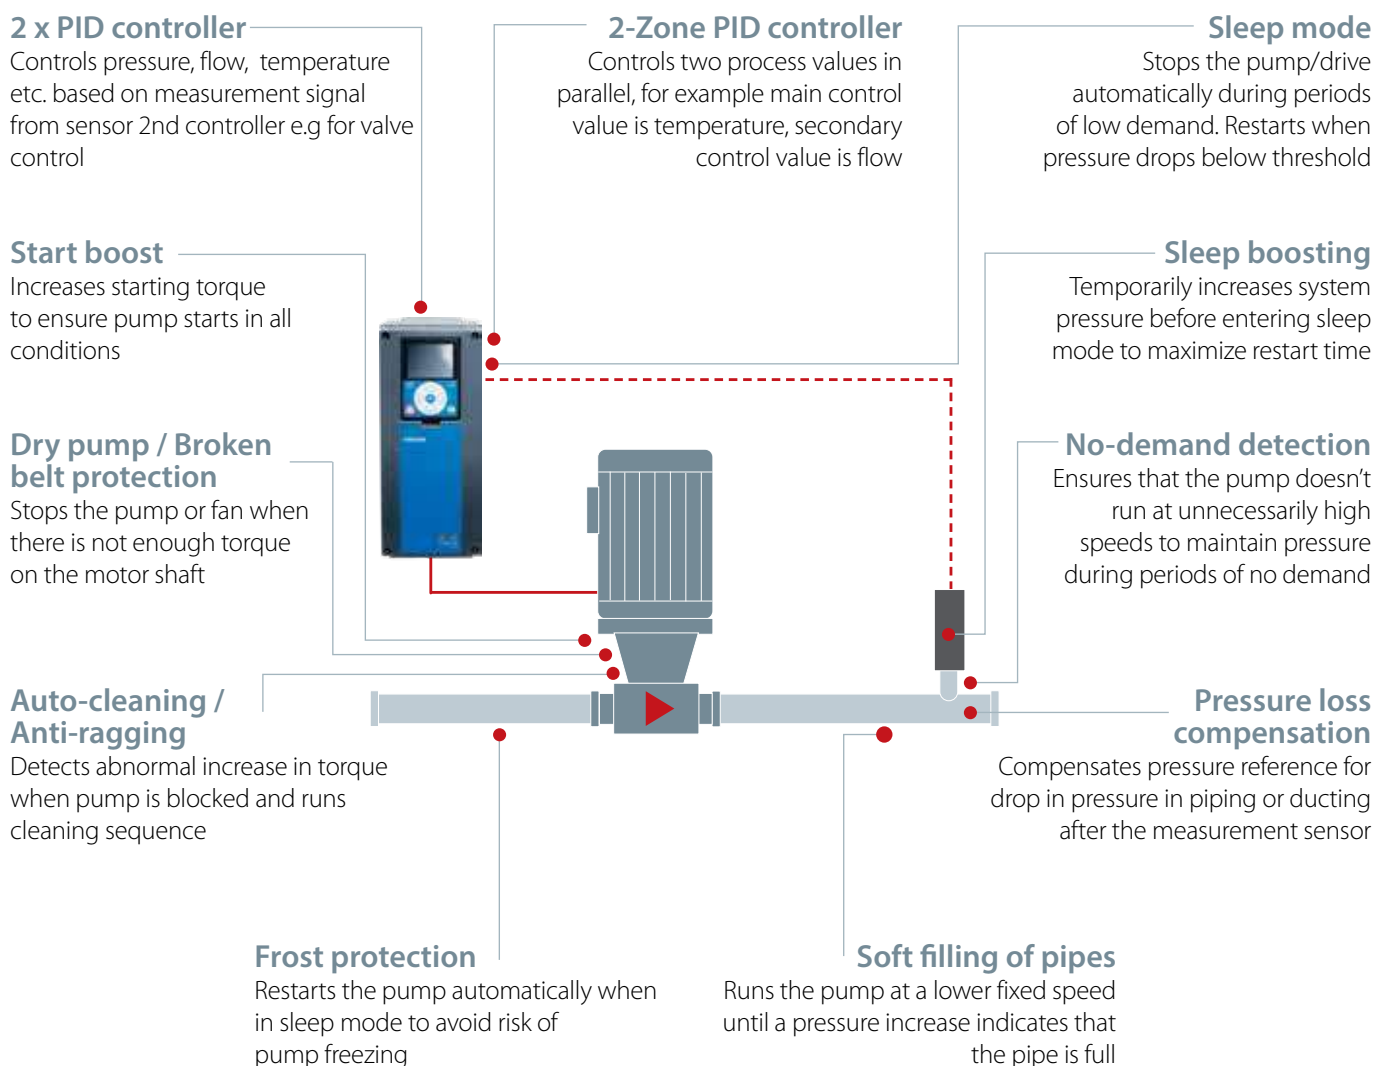 2 x PID controller
Controls pressure, flow, temperature
etc. based on measurement signal
from sensor 2nd controller e.g for valve
control
2-Zone PID controller
Controls two process values in
parallel, for example main control
value is temperature, secondary
control value is flow
Sleep mode
Stops the pump/drive
automatically during periods
of low demand. Restarts when
pressure drops below threshold
Start boost
Increases starting torque
to ensure pump starts in all
conditions
Sleep boosting
Temporarily increases system
pressure before entering sleep
mode to maximize restart time
Dry pump / Broken
belt protection
Stops the pump or fan when
there is not enough torque
on the motor shaft
No-demand detection
Ensures that the pump doesn’t
run at unnecessarily high
speeds to maintain pressure
during periods of no demand
Auto-cleaning /
Anti-ragging
Detects abnormal increase in torque
when pump is blocked and runs
cleaning sequence
Pressure loss
compensation
Compensates pressure reference for
drop in pressure in piping or ducting
after the measurement sensor
Frost protection
Restarts the pump automatically when
in sleep mode to avoid risk of
pump freezing
Soft filling of pipes
Runs the pump at a lower fixed speed
until a pressure increase indicates that
the pipe is full